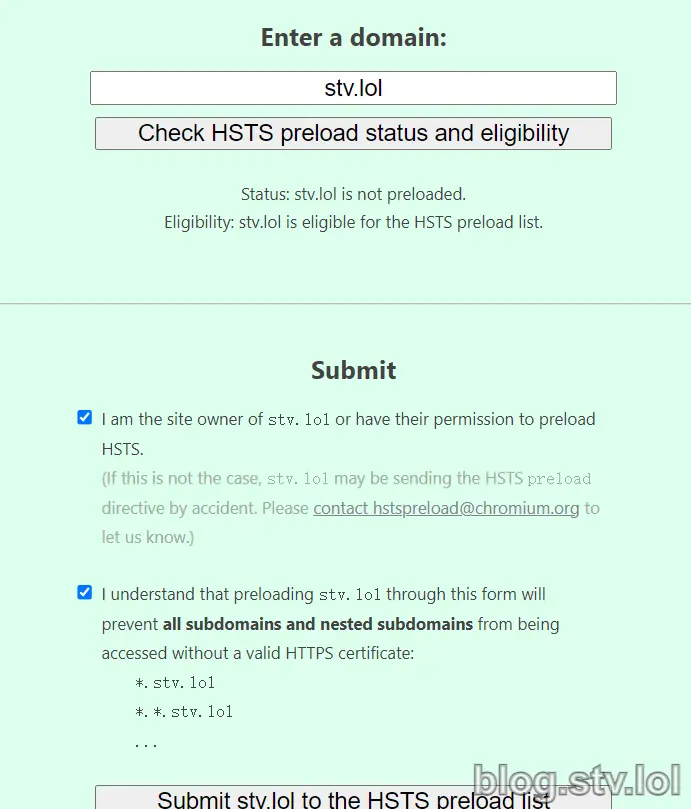 Enter a domain:
stv.lol
Check HSTS preload status and eligibility
Status: stv.lol is not preloaded.
Eligibility: stv.lol is eligible for the HSTS preload list.
Submit
I am the site owner of stv.lol or have their permission to preload
HSTS.
(If this is not the case, stv.lol may be sending the HSTS preload
directive by accident. Please contact hstspreload@chromium.org to
let us know.)
I understand that preloading stv.lol through this form will
prevent all subdomains and nested subdomains from being
accessed without a valid HTTPS certificate:
*.stv.lol
*.*.stv.lol
...
Submit stv.lol to the HSTS preload list
blog.stv.lol